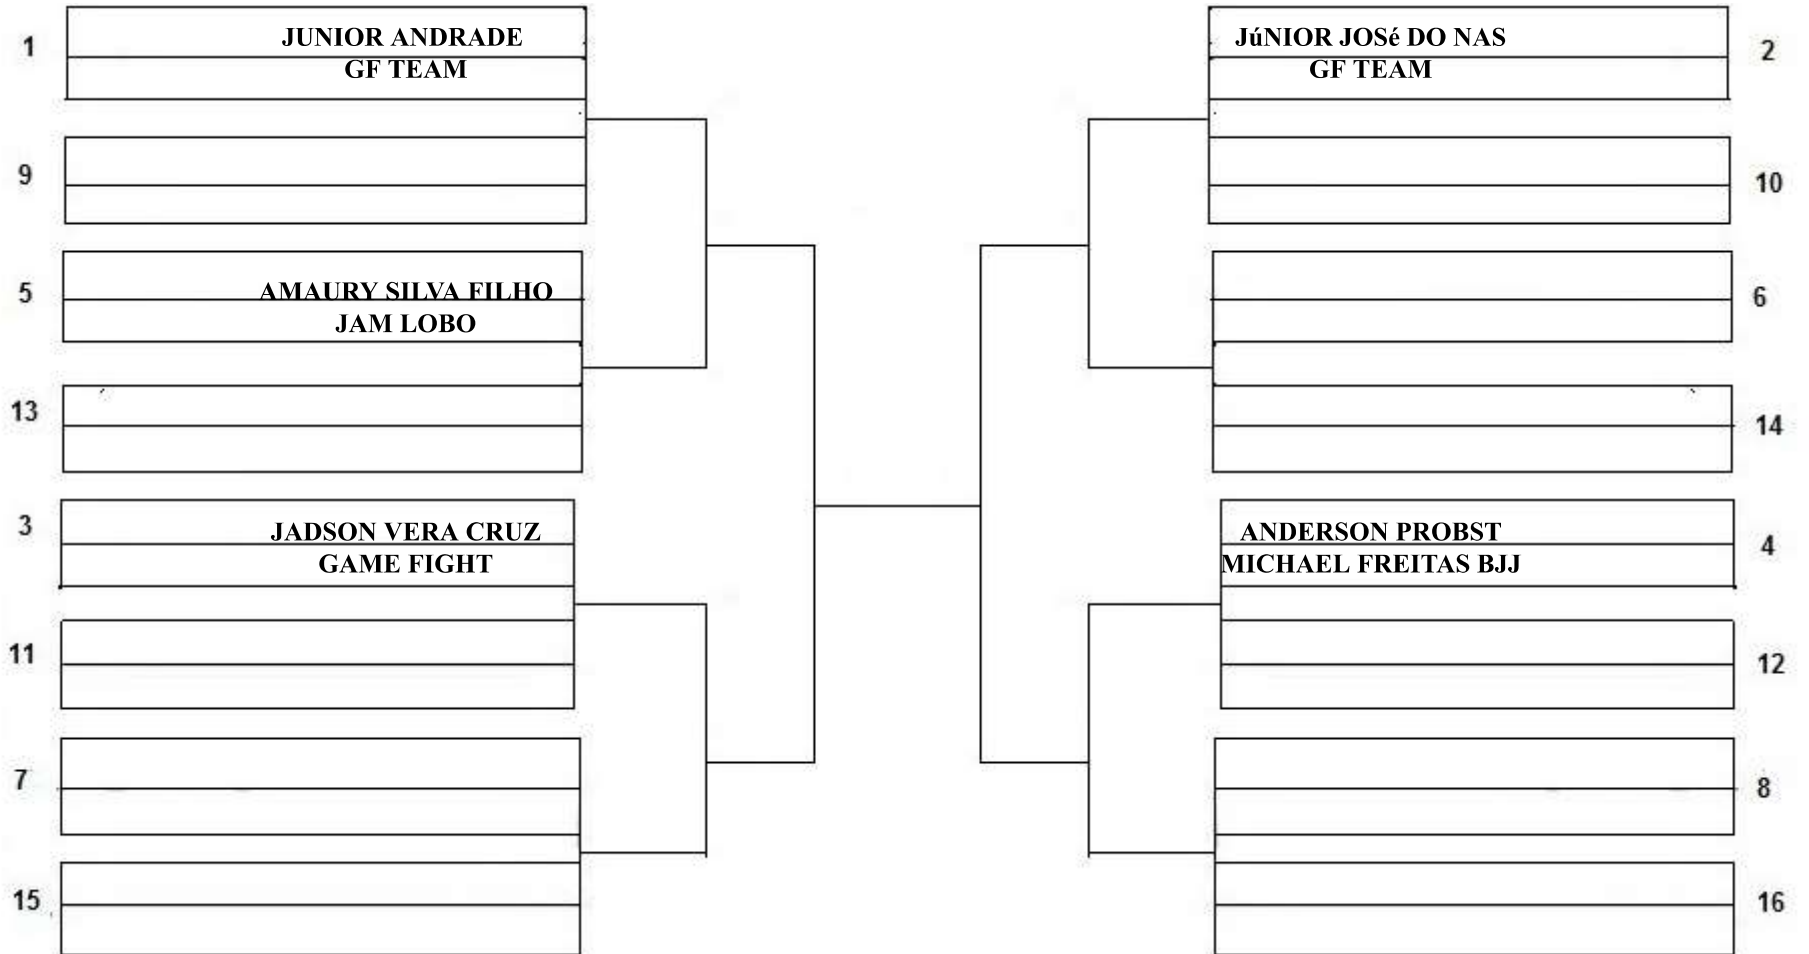 1
JUNIOR ANDRADE
GF TEAM
9
5
AMAURY SILVA FILHO
JAM LOBO
13
3
JADSON VERA CRUZ
GAME FIGHT
11
7
15
JúNIOR JOSé DO NAS
GF TEAM
2
10
6
14
ANDERSON PROBST
MICHAEL FREITAS BJJ
4
12
8
16